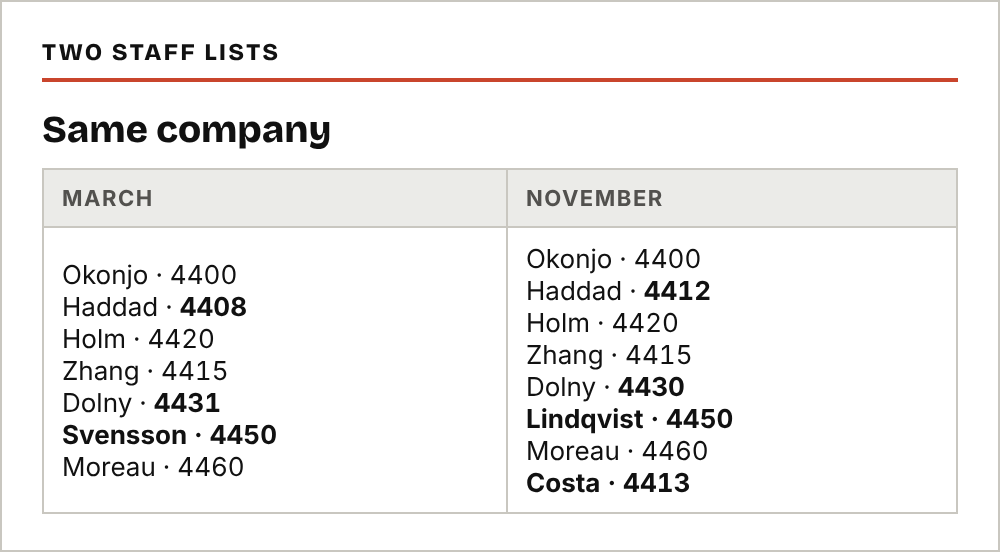 TWO STAFF LISTS
Same company
MARCH
Okonjo · 4400
Haddad · 4408
Holm · 4420
Zhang · 4415
Dolny · 4431
Svensson · 4450
Moreau · 4460
NOVEMBER
Okonjo · 4400
Haddad · 4412
Holm · 4420
Zhang · 4415
Dolny · 4430
Lindqvist · 4450
Moreau · 4460
Costa · 4413